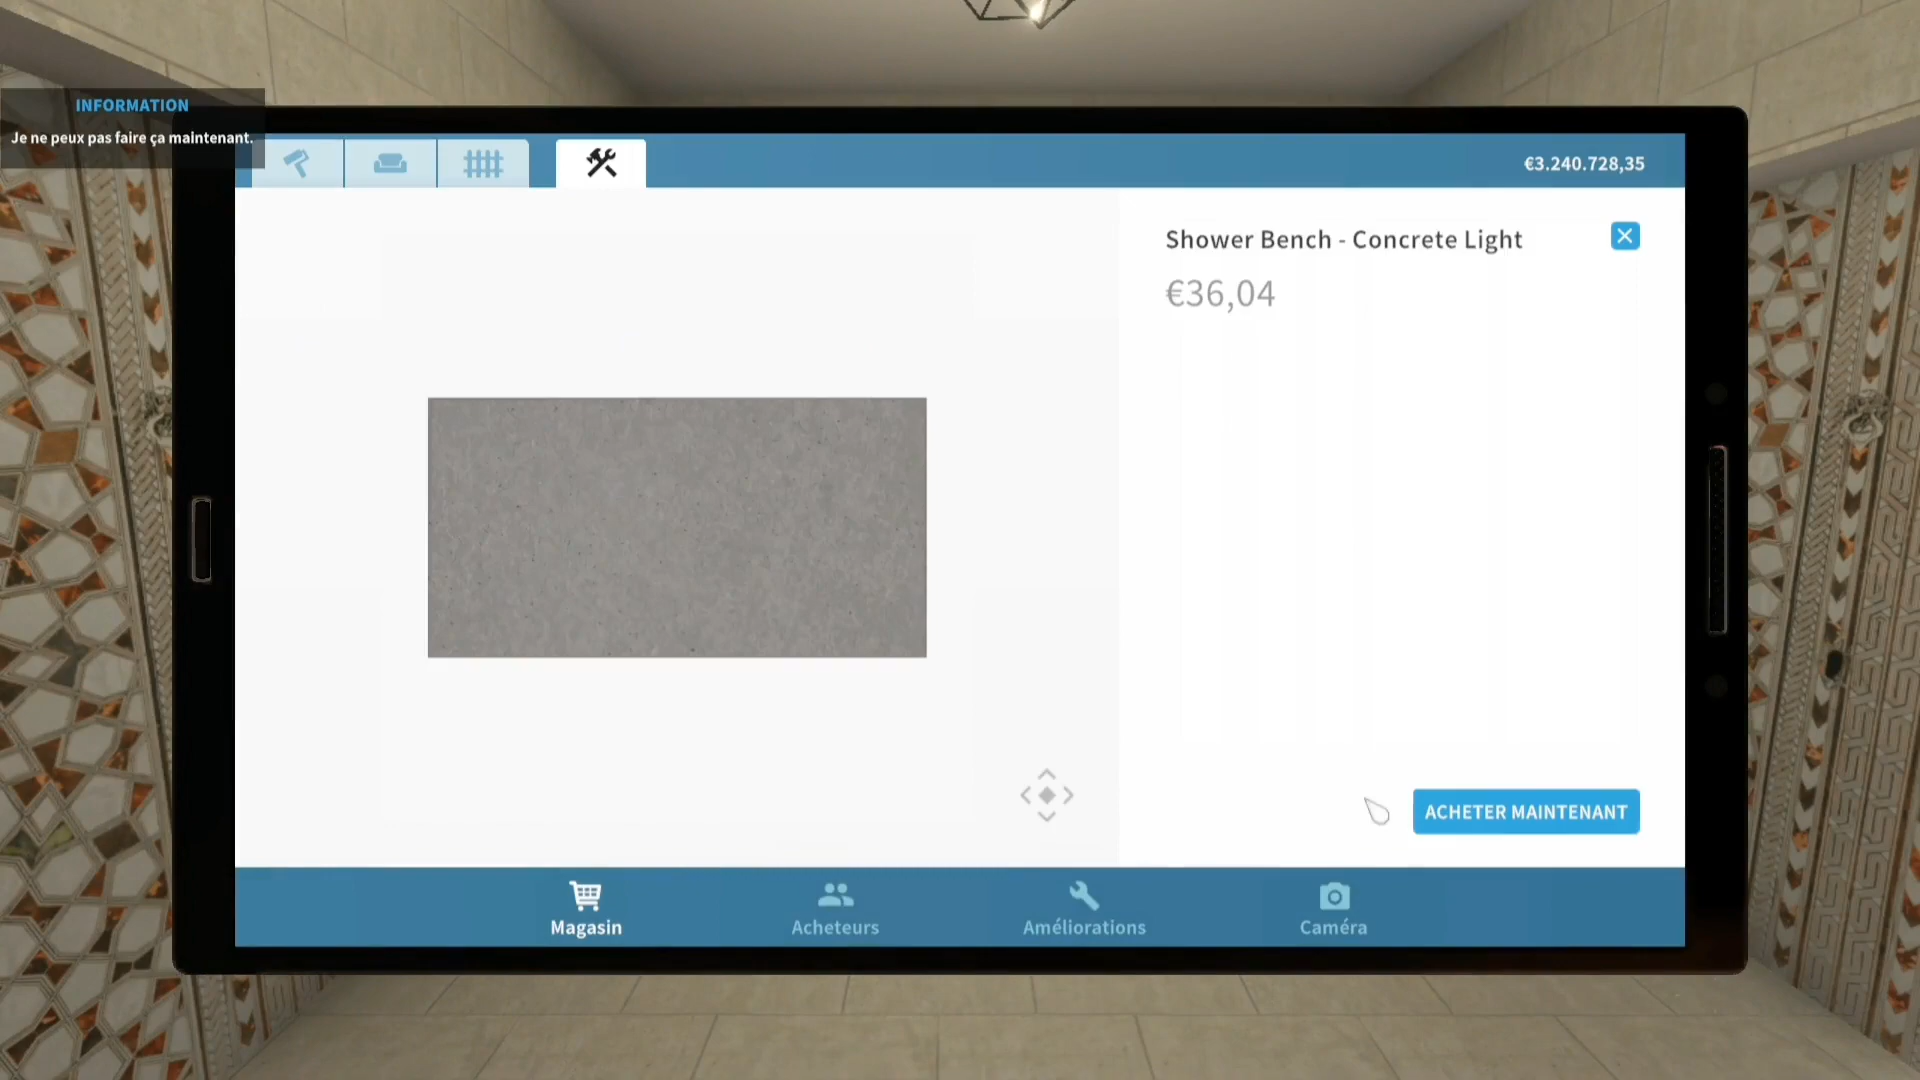 INFORMATION
Je ne peux pas faire ça maintenant.
€3.240.728,35
Shower Bench - Concrete Light
€36,04
ACHETER MAINTENANT
Magasin
Acheteurs
Améliorations
Caméra